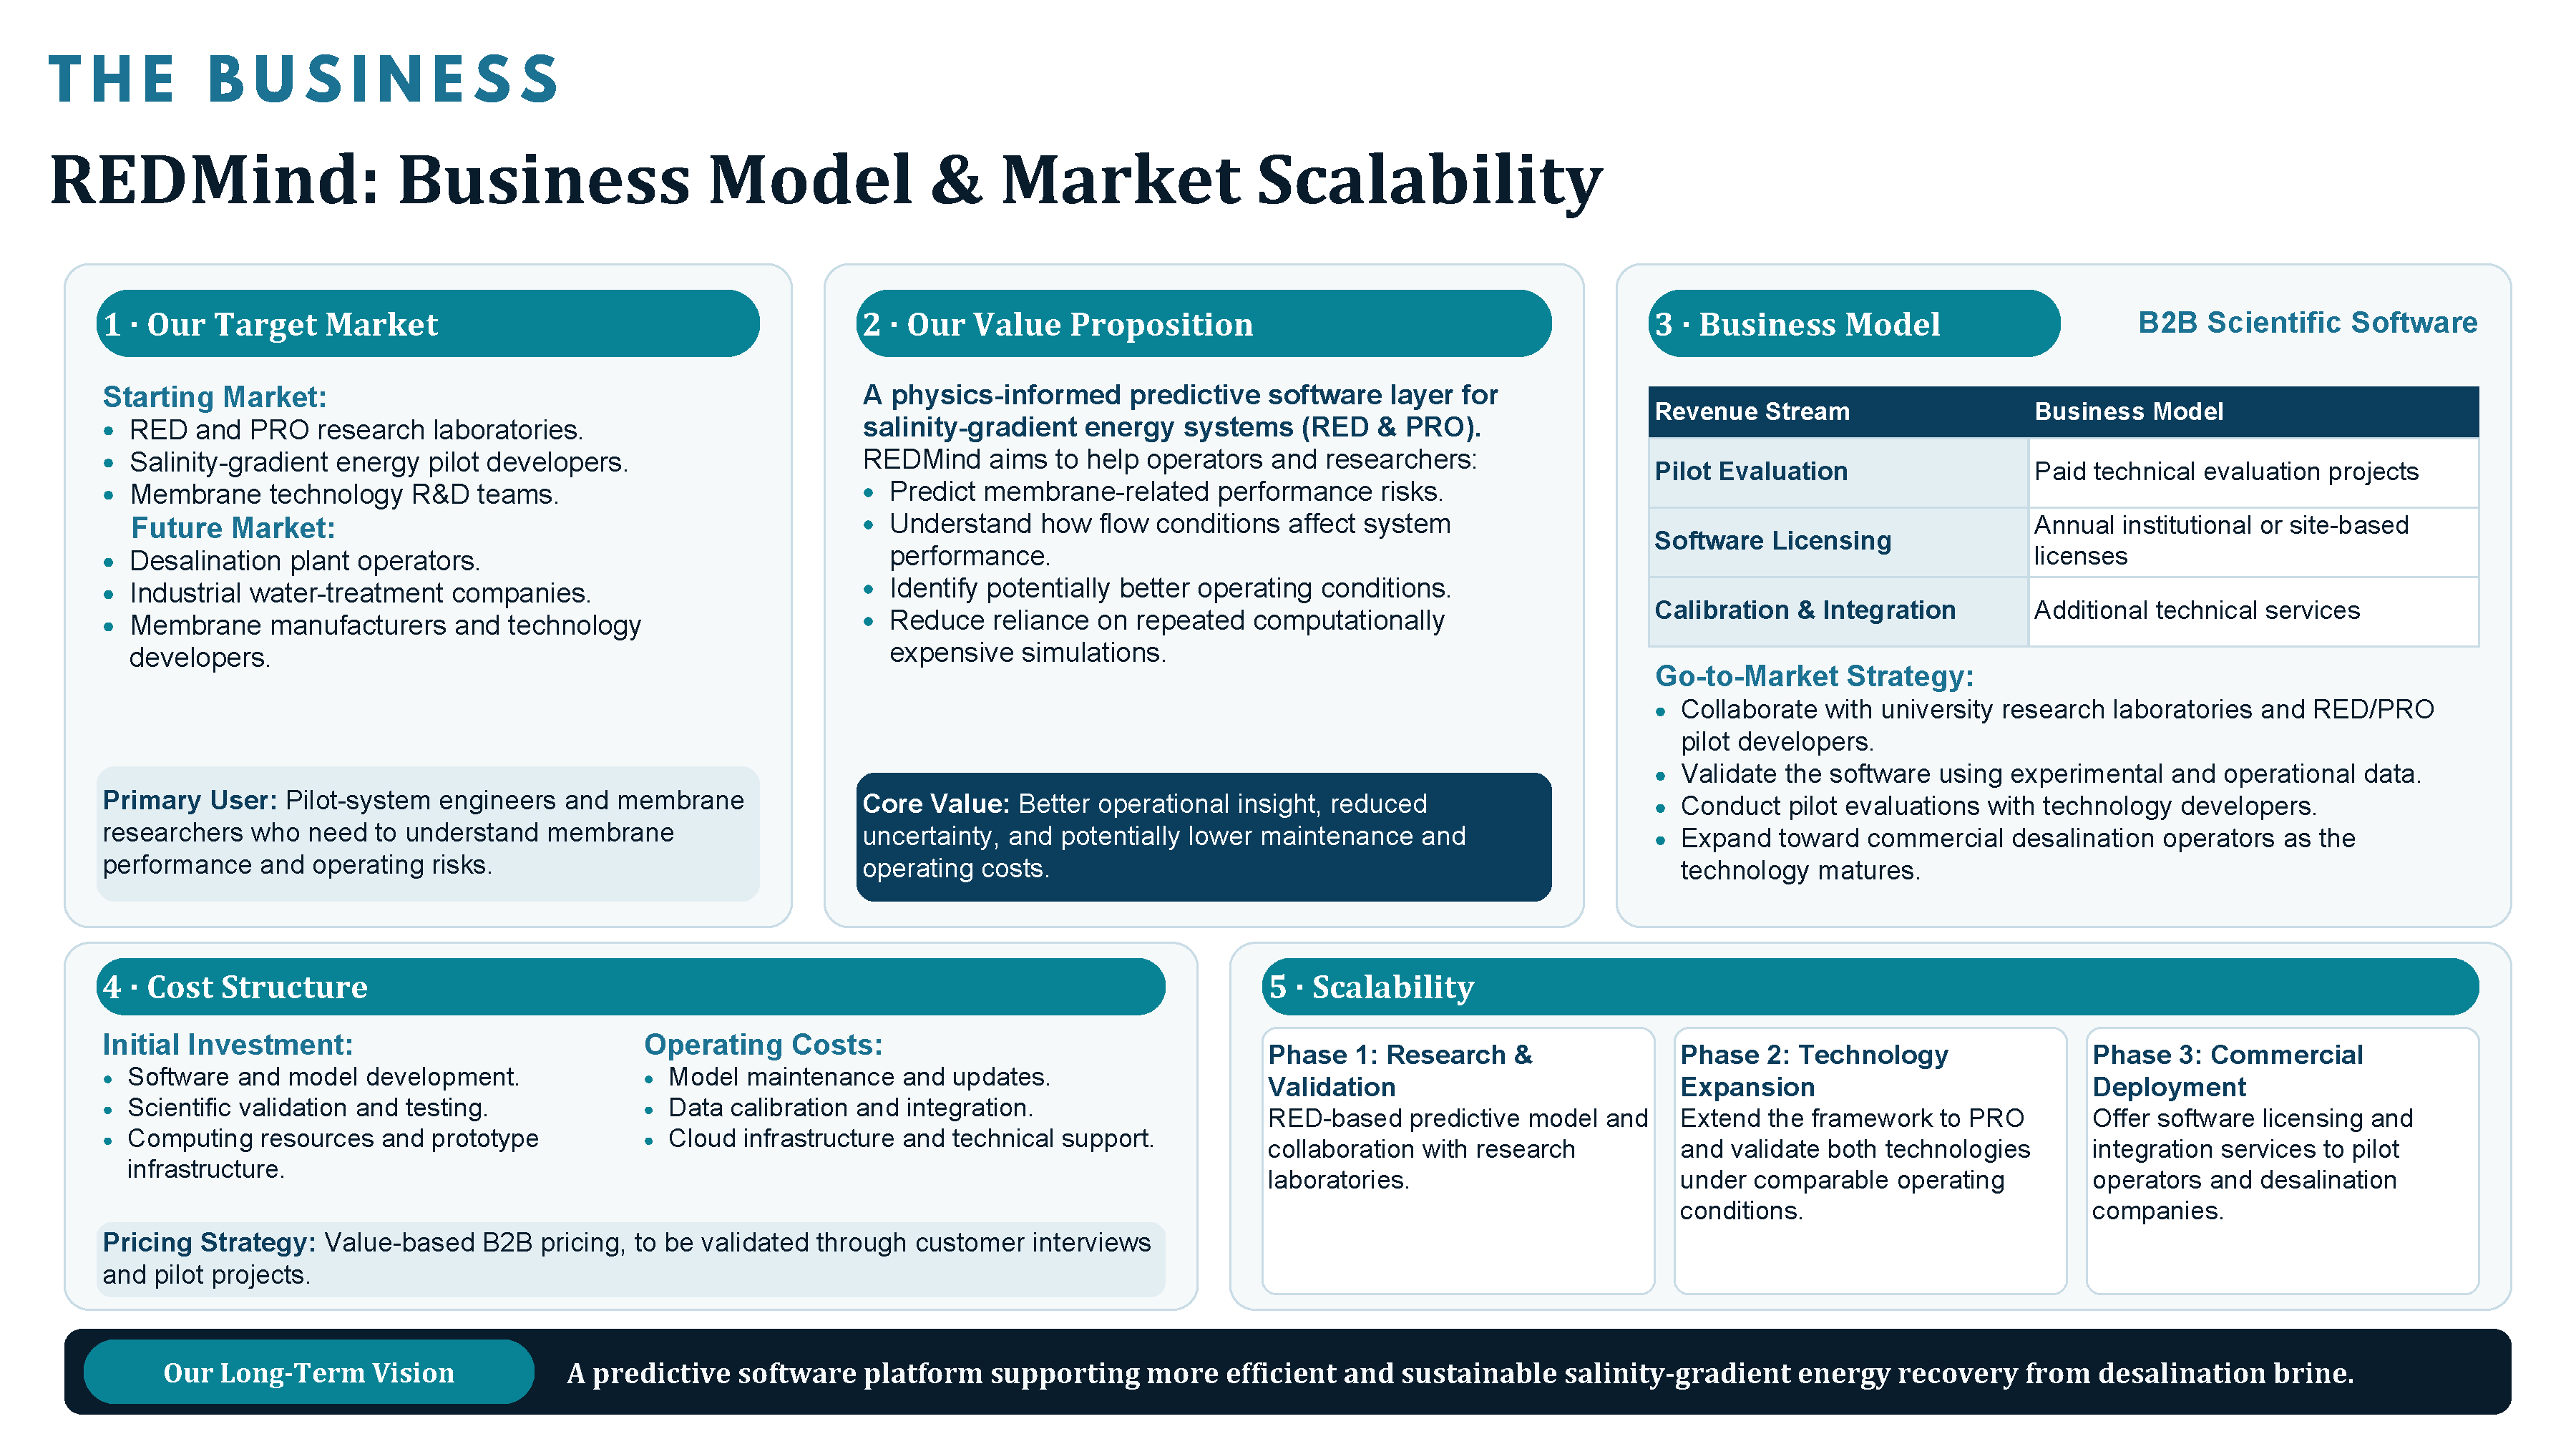 THE BUSINESS
REDMind: Business Model & Market Scalability
1 · Our Target Market
Starting Market:
• RED and PRO research laboratories.
• Salinity-gradient energy pilot developers.
• Membrane technology R&D teams.
Future Market:
• Desalination plant operators.
• Industrial water-treatment companies.
• Membrane manufacturers and technology
developers.
Primary User: Pilot-system engineers and membrane
researchers who need to understand membrane
performance and operating risks.
2 · Our Value Proposition
A physics-informed predictive software layer for
salinity-gradient energy systems (RED & PRO).
REDMind aims to help operators and researchers:
• Predict membrane-related performance risks.
• Understand how flow conditions affect system
performance.
• Identify potentially better operating conditions.
• Reduce reliance on repeated computationally
expensive simulations.
Core Value: Better operational insight, reduced
uncertainty, and potentially lower maintenance and
operating costs.
3 · Business Model
B2B Scientific Software
Revenue Stream Business Model
Pilot Evaluation Paid technical evaluation projects
Software Licensing Annual institutional or site-based
licenses
Calibration & Integration Additional technical services
Go-to-Market Strategy:
• Collaborate with university research laboratories and RED/PRO
pilot developers.
• Validate the software using experimental and operational data.
• Conduct pilot evaluations with technology developers.
• Expand toward commercial desalination operators as the
technology matures.
4 · Cost Structure
Initial Investment:
• Software and model development.
• Scientific validation and testing.
• Computing resources and prototype
infrastructure.
Operating Costs:
• Model maintenance and updates.
• Data calibration and integration.
• Cloud infrastructure and technical support.
Pricing Strategy: Value-based B2B pricing, to be validated through customer interviews
and pilot projects.
5 · Scalability
Phase 1: Research &
Validation
RED-based predictive model and
collaboration with research
laboratories.
Phase 2: Technology
Expansion
Extend the framework to PRO
and validate both technologies
under comparable operating
conditions.
Phase 3: Commercial
Deployment
Offer software licensing and
integration services to pilot
operators and desalination
companies.
Our Long-Term Vision
A predictive software platform supporting more efficient and sustainable salinity-gradient energy recovery from desalination brine.